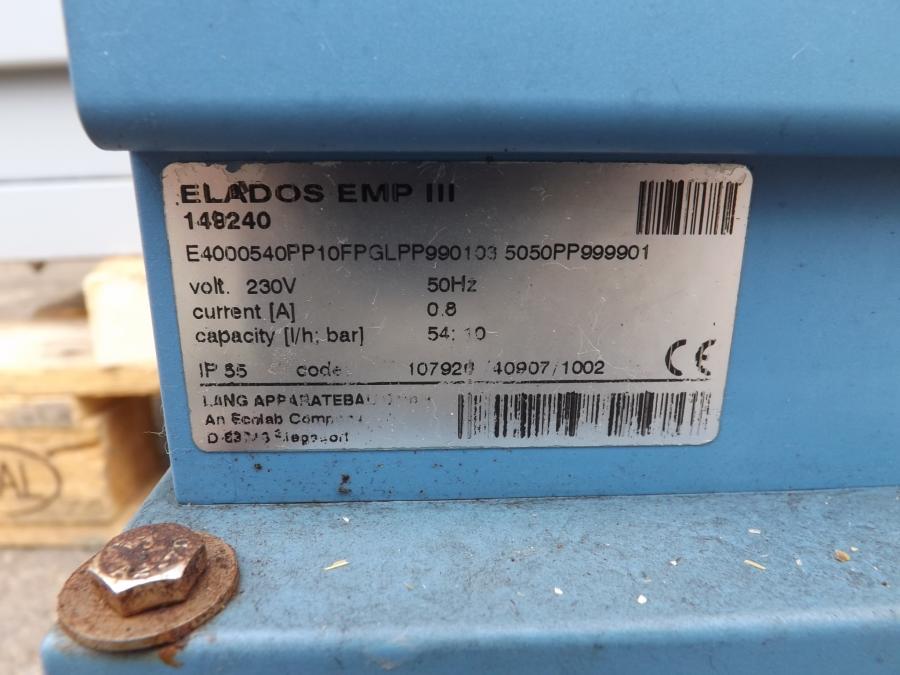 ELADOS EMP III
148240
E4000540PP10FPGLPP990103 5050PP999901
volt. 230V 50Hz
current [A] 0.8
capacity [l/h; bar] 54; 10
IP 55 code 40907/1002
CE
LANG APPARATEBAU
An Ecolab Company